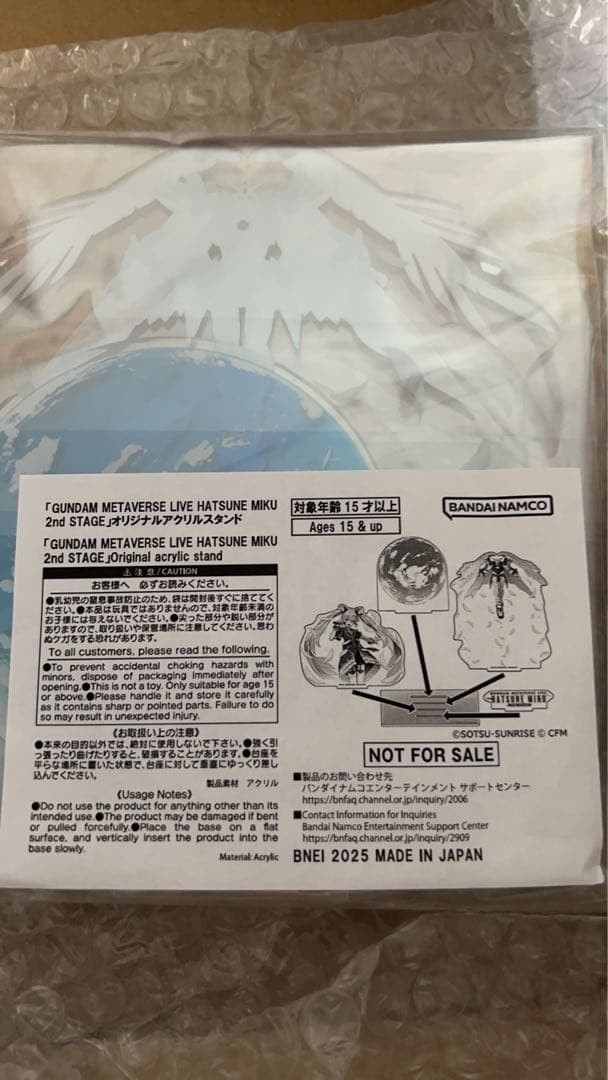 「GUNDAM METAVERSE LIVE HATSUNE MIKU
2nd STAGE」オリジナルアクリルスタンド
「GUNDAM METAVERSE LIVE HATSUNE MIKU
2nd STAGE」Original acrylic stand
⚠ 注 意 / CAUTION
お客様へ 必ずお読みください。
●乳幼児の窒息事故防止のため、袋は開封後すぐに捨ててく
ださい。●本品は玩具ではありませんので、対象年齢未満の
お子様には与えないでください。●尖った部分や鋭い部分が
ありますので、取り扱いや保管場所に注意してください。思わ
ぬケガをする恐れがあります。
To all customers, please read the following.
●To prevent accidental choking hazards with
minors, dispose of packaging immediately after
opening.●This is not a toy. Only suitable for age 15
or above.●Please handle it and store it carefully
as it contains sharp or pointed parts. Failure to do
so may result in unexpected injury.
《お取扱い上の注意》
●本来の目的以外では、絶対に使用しないで下さい。●強く引
っ張ったり曲げたりすると、破損することがあります。●台座を
平らな場所に置いた状態で、台座に対して垂直にゆっくり差し
込んでください。
製品素材 アクリル
《Usage Notes》
●Do not use the product for anything other than its
intended use.●The product may be damaged if bent
or pulled forcefully.●Place the base on a flat
surface, and vertically insert the product into the
base slowly.
Material: Acrylic
対象年齢 15 才以上
Ages 15 & up
BANDAI NAMCO
GUNDAM METAVERSE LIVE
HATSUNE MIKU
©SOTSU・SUNRISE © CFM
NOT FOR SALE
■製品のお問い合わせ先
バンダイナムコエンターテインメント サポートセンター
https://bnfaq.channel.or.jp/inquiry/2006
■Contact Information for Inquiries
Bandai Namco Entertainment Support Center
https://bnfaq.channel.or.jp/inquiry/2909
BNEI 2025 MADE IN JAPAN